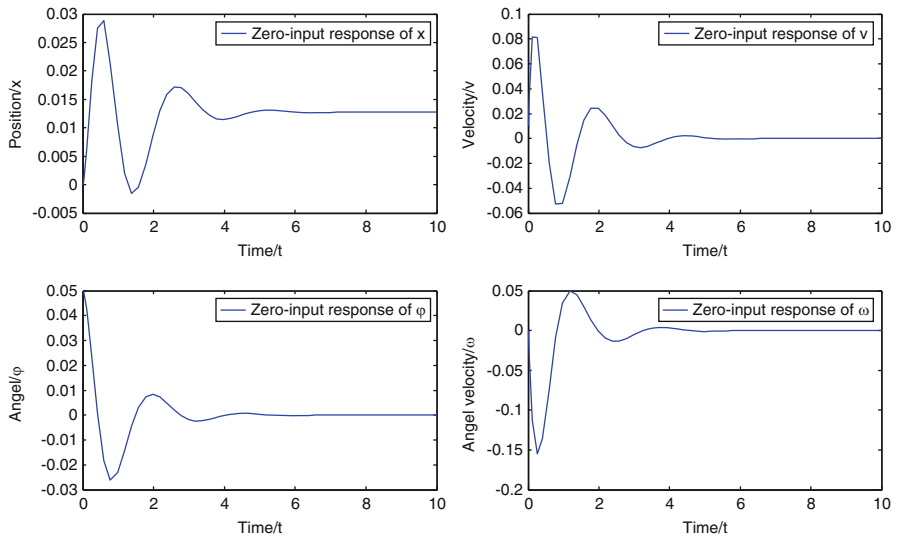 0.03
0.025
0.02
0.015
0.01
0.005
0
-0.005
Position/x
Zero-input response of x
0 2 4 6 8 10
Time/t
0.1
0.08
0.06
0.04
0.02
0
-0.02
-0.04
-0.06
Velocity/v
Zero-input response of v
0 2 4 6 8 10
Time/t
0.05
0.04
0.03
0.02
0.01
0
-0.01
-0.02
-0.03
Angel/φ
Zero-input response of φ
0 2 4 6 8 10
Time/t
0.05
0
-0.05
-0.1
-0.15
-0.2
Angel velocity/ω
Zero-input response of ω
0 2 4 6 8 10
Time/t